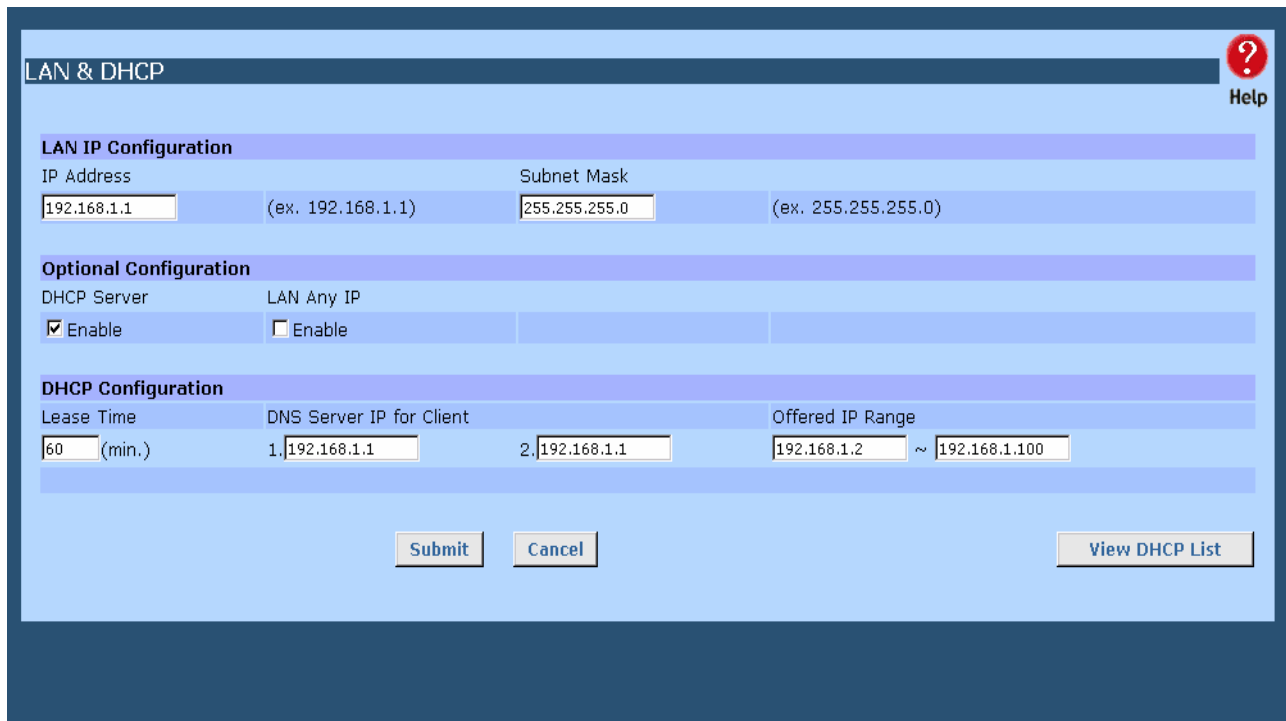 ?
LAN & DHCP
Help
LAN IP Configuration
IP Address Subnet Mask
192.168.1.1 (ex. 192.168.1.1) 255.255.255.0 (ex. 255.255.255.0)
Optional Configuration
DHCP Server LAN Any IP
Enable Enable
DHCP Configuration
Lease Time DNS Server IP for Client Offered IP Range
60 (min.) 1. 192.168.1.1 2. 192.168.1.1 192.168.1.2 ~ 192.168.1.100
Submit Cancel View DHCP List